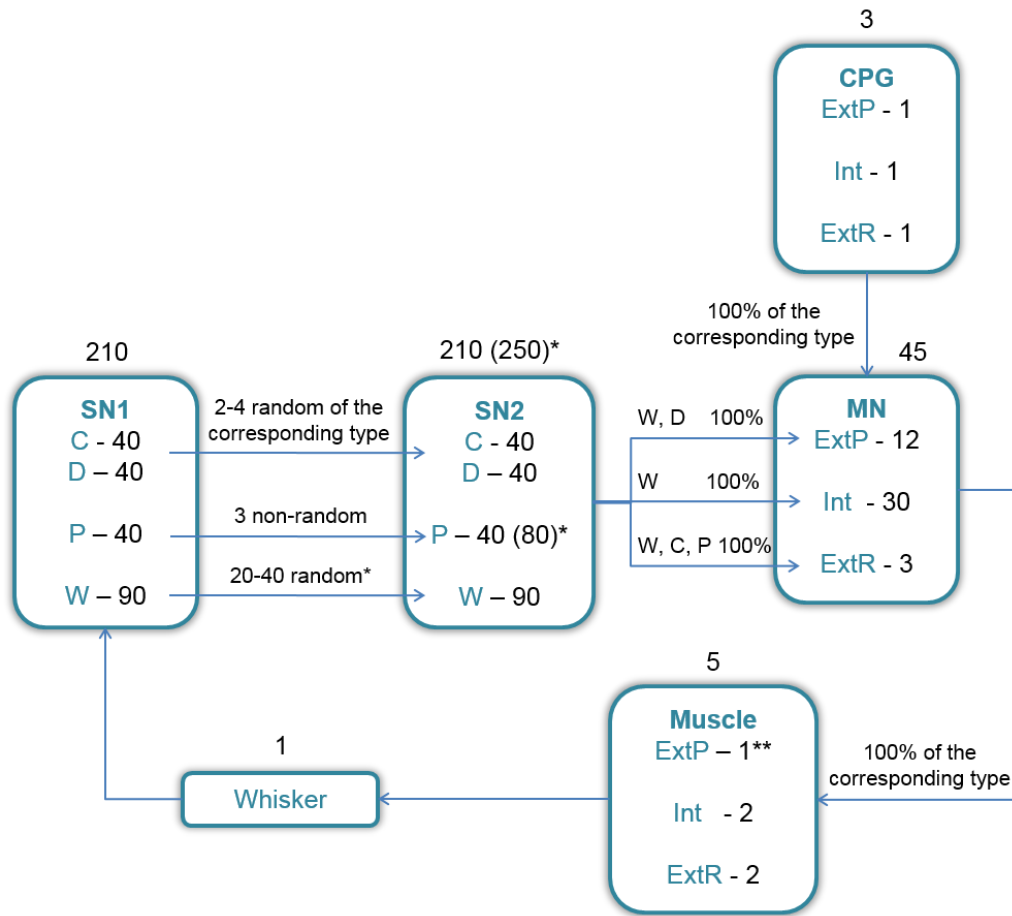 3
CPG
ExtP - 1
Int - 1
ExtR - 1
100% of the
corresponding type
210
SN1
C - 40
D – 40
P – 40
W – 90
2-4 random of the
corresponding type
3 non-random
20-40 random*
210 (250)*
SN2
C - 40
D – 40
P – 40 (80)*
W – 90
W, D 100%
W 100%
W, C, P 100%
45
MN
ExtP - 12
Int - 30
ExtR - 3
5
Muscle
ExtP – 1**
Int - 2
ExtR - 2
100% of the
corresponding type
1
Whisker